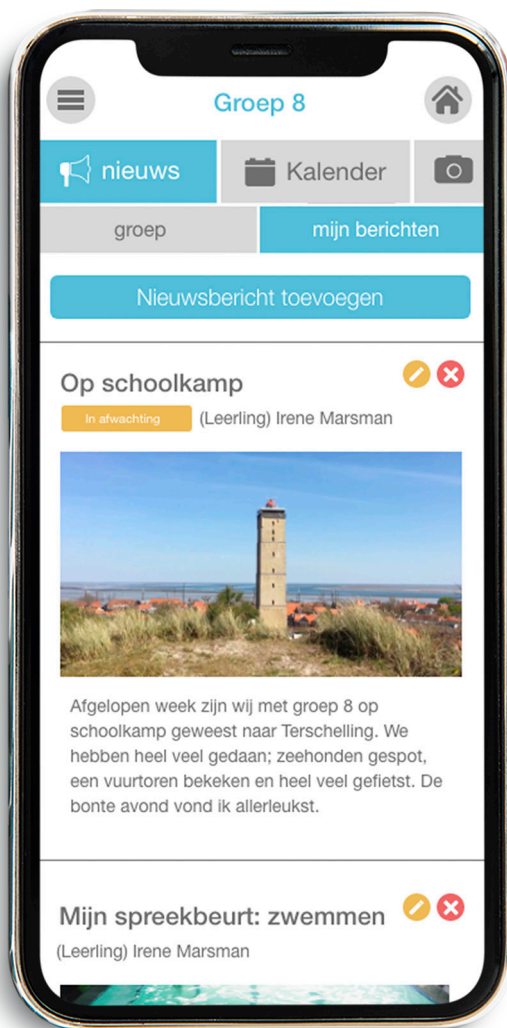 Groep 8
nieuws
Kalender
groep
mijn berichten
Nieuwsbericht toevoegen
Op schoolkamp
In afwachting
(Leerling) Irene Marsman
Afgelopen week zijn wij met groep 8 op
schoolkamp geweest naar Terschelling. We
hebben heel veel gedaan; zeehonden gespot,
een vuurtoren bekeken en heel veel gefietst. De
bonte avond vond ik allerleukst.
Mijn spreekbeurt: zwemmen
(Leerling) Irene Marsman